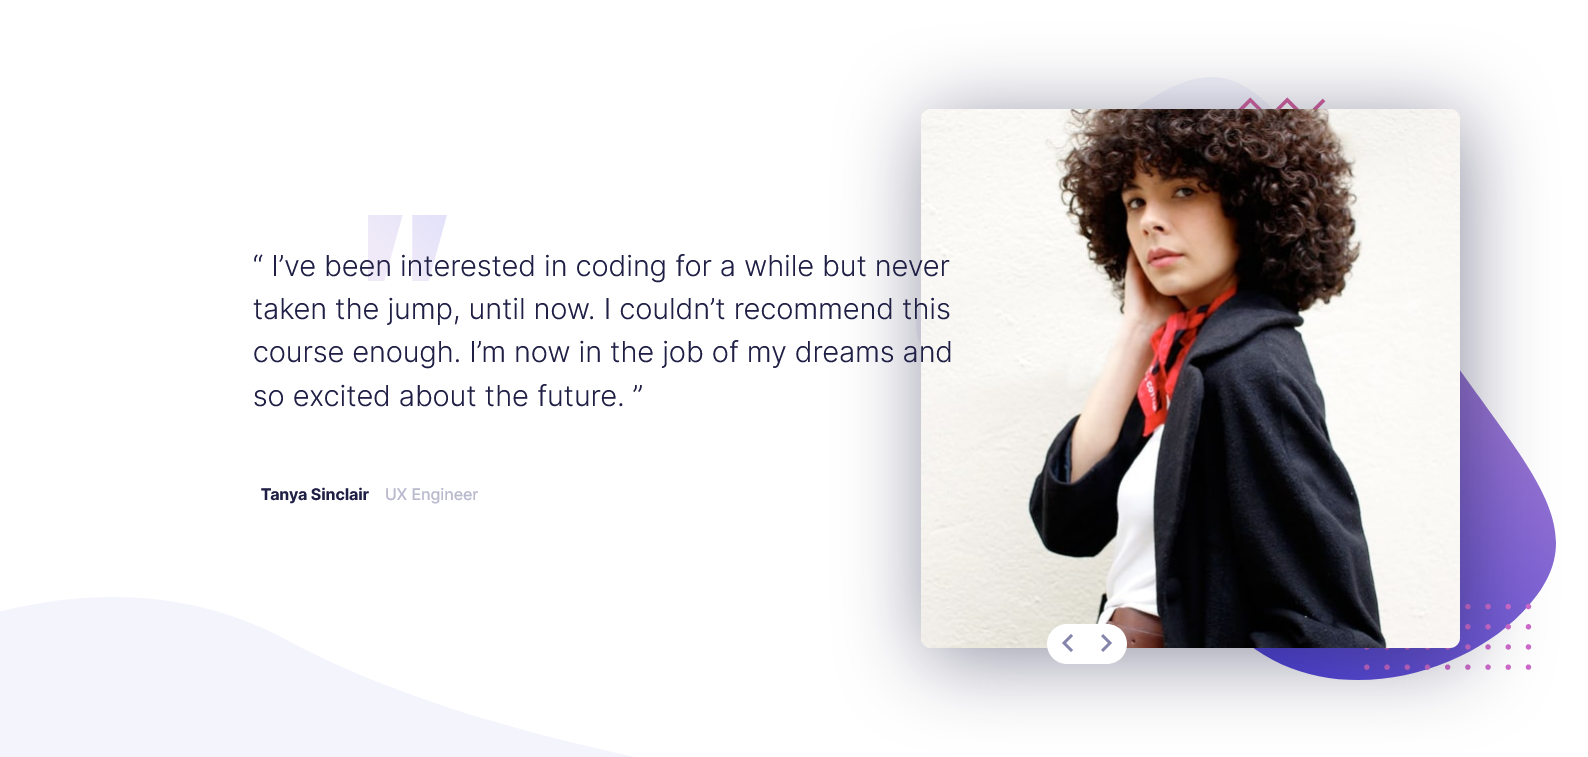 “ I’ve been interested in coding for a while but never
taken the jump, until now. I couldn’t recommend this
course enough. I’m now in the job of my dreams and
so excited about the future. ”
Tanya Sinclair UX Engineer